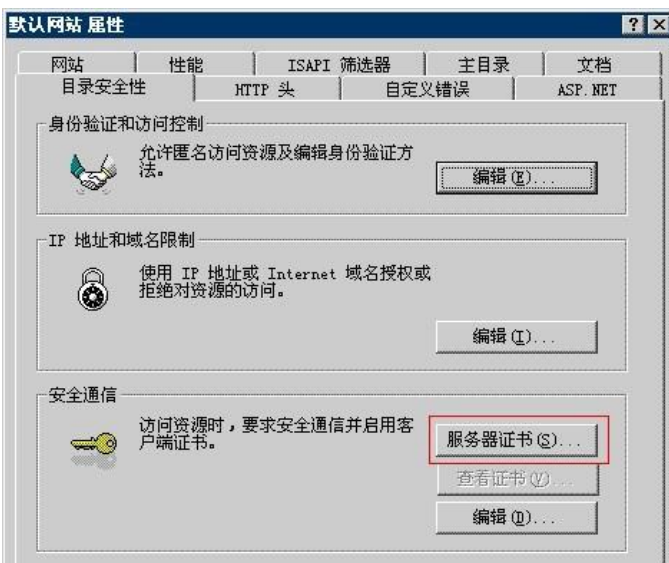 默认网站 属性
网站 性能 ISAPI 筛选器 主目录 文档
目录安全性 HTTP 头 自定义错误 ASP.NET
身份验证和访问控制
允许匿名访问资源及编辑身份验证方
法。
编辑(E)...
IP 地址和域名限制
使用 IP 地址或 Internet 域名授权或
拒绝对资源的访问。
编辑(I)...
安全通信
访问资源时，要求安全通信并启用客
户端证书。
服务器证书(S)...
查看证书(V)...
编辑(D)...